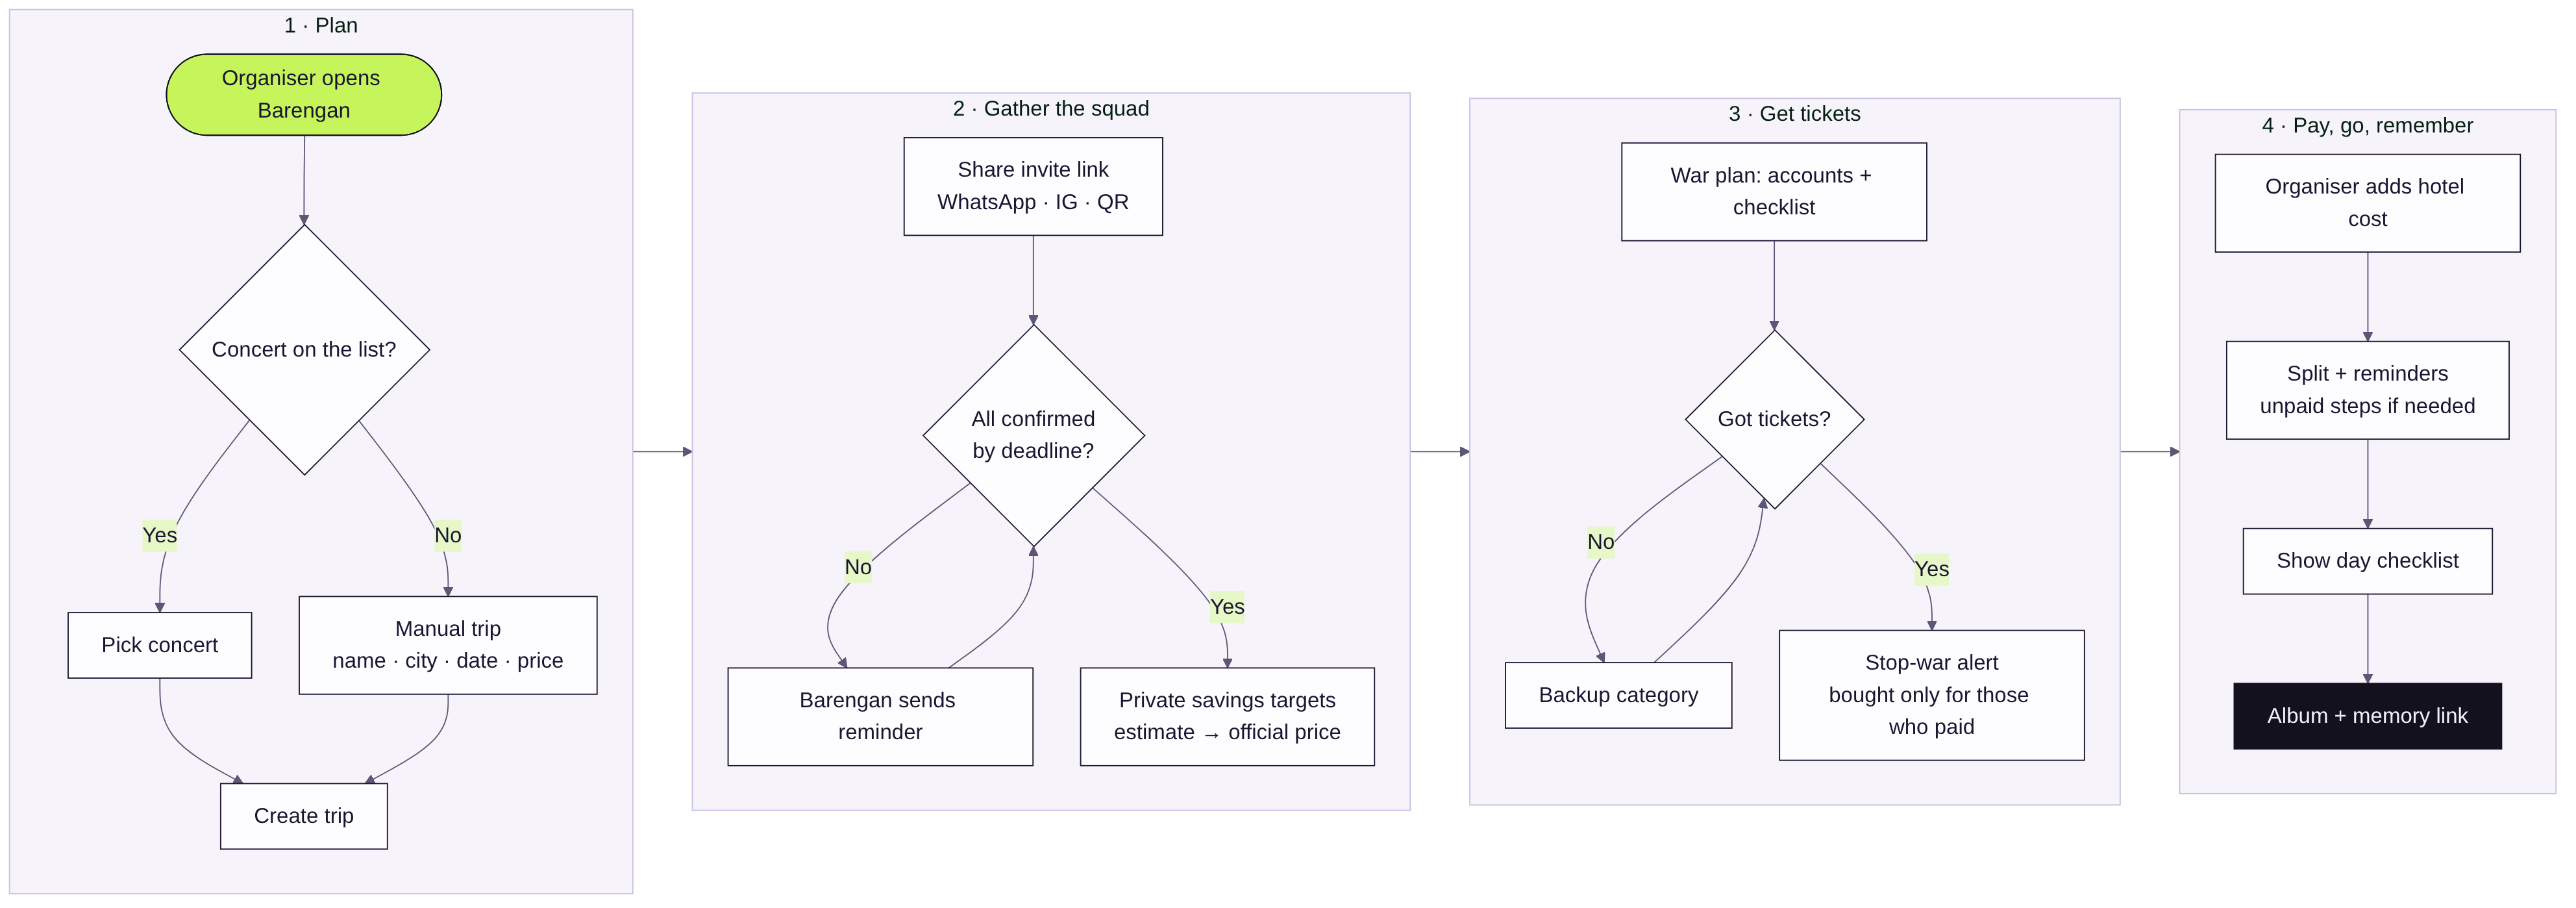 1 · Plan
Organiser opens
Barengan
Concert on the list?
Yes
No
Pick concert
Manual trip
name · city · date · price
Create trip
2 · Gather the squad
Share invite link
WhatsApp · IG · QR
All confirmed
by deadline?
No
Yes
Barengan sends
reminder
Private savings targets
estimate → official price
3 · Get tickets
War plan: accounts +
checklist
Got tickets?
No
Yes
Backup category
Stop-war alert
bought only for those
who paid
4 · Pay, go, remember
Organiser adds hotel
cost
Split + reminders
unpaid steps if needed
Show day checklist
Album + memory link